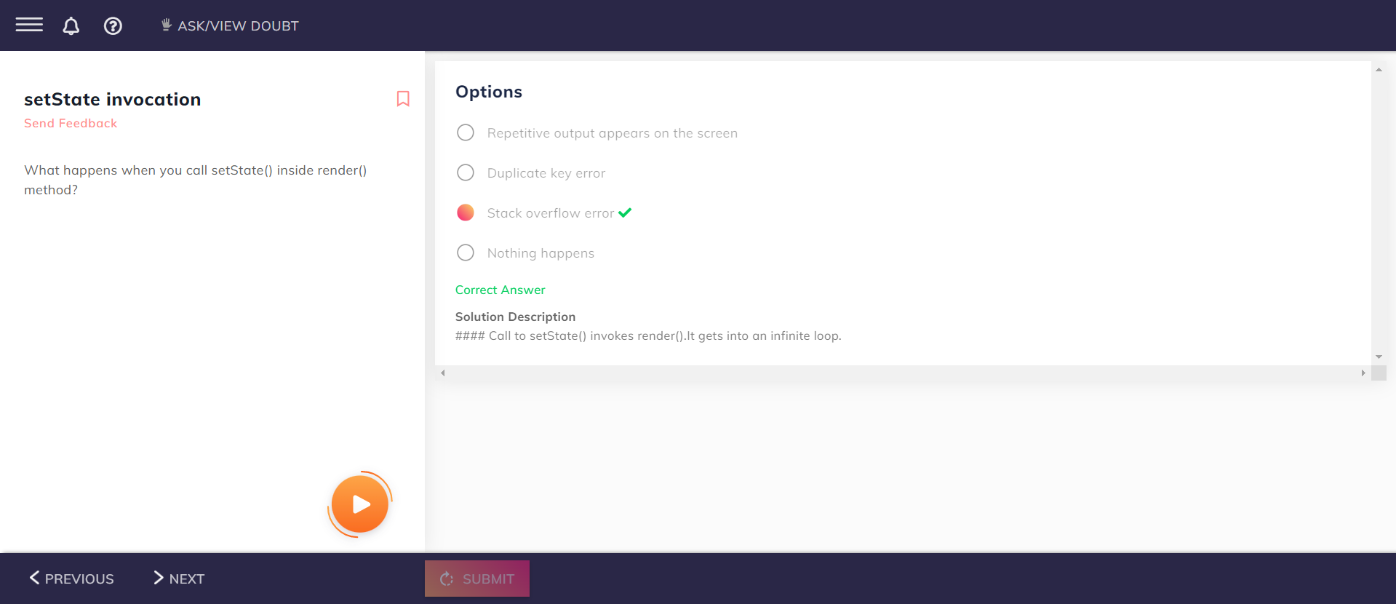 ASK/VIEW DOUBT
setState invocation
Send Feedback
What happens when you call setState() inside render()
method?
Options
Repetitive output appears on the screen
Duplicate key error
Stack overflow error
Nothing happens
Correct Answer
Solution Description
#### Call to setState() invokes render().It gets into an infinite loop.
PREVIOUS
NEXT
SUBMIT